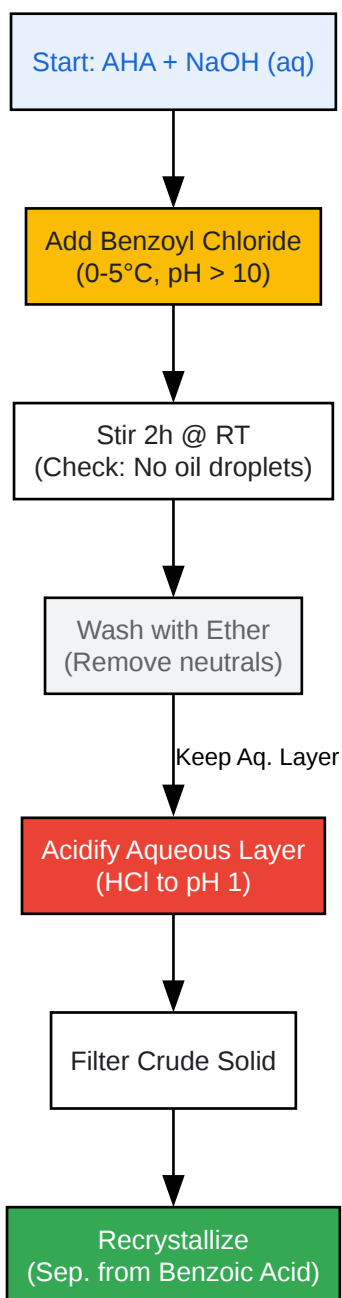 Start: AHA + NaOH (aq)
Add Benzoyl Chloride
(0-5°C, pH > 10)
Stir 2h @ RT
(Check: No oil droplets)
Wash with Ether
(Remove neutrals)
Keep Aq. Layer
Acidify Aqueous Layer
(HCl to pH 1)
Filter Crude Solid
Recrystallize
(Sep. from Benzoic Acid)